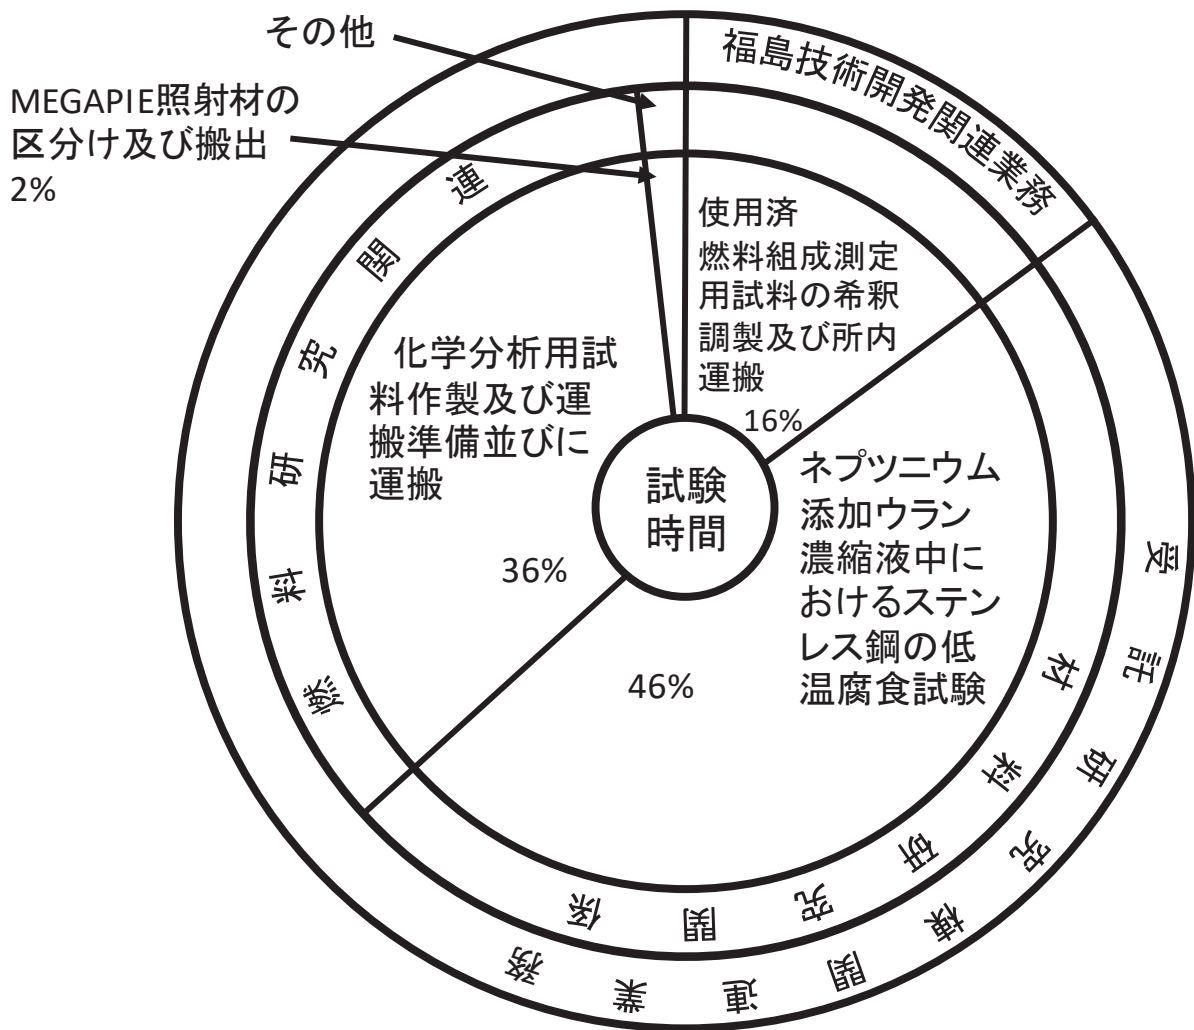 その他
MEGAPIE照射材の
区分け及び搬出
2%
福島技術開発関連業務
燃料研究関連
使用済
燃料組成測定
用試料の希釈
調製及び所内
運搬
16%
化学分析用試
料作製及び運
搬準備並びに
運搬
36%
試験
時間
ネプツニウム
添加ウラン
濃縮液中に
おけるステン
レス鋼の低
温腐食試験
46%
材料研究関係
受託研究棟関連業務